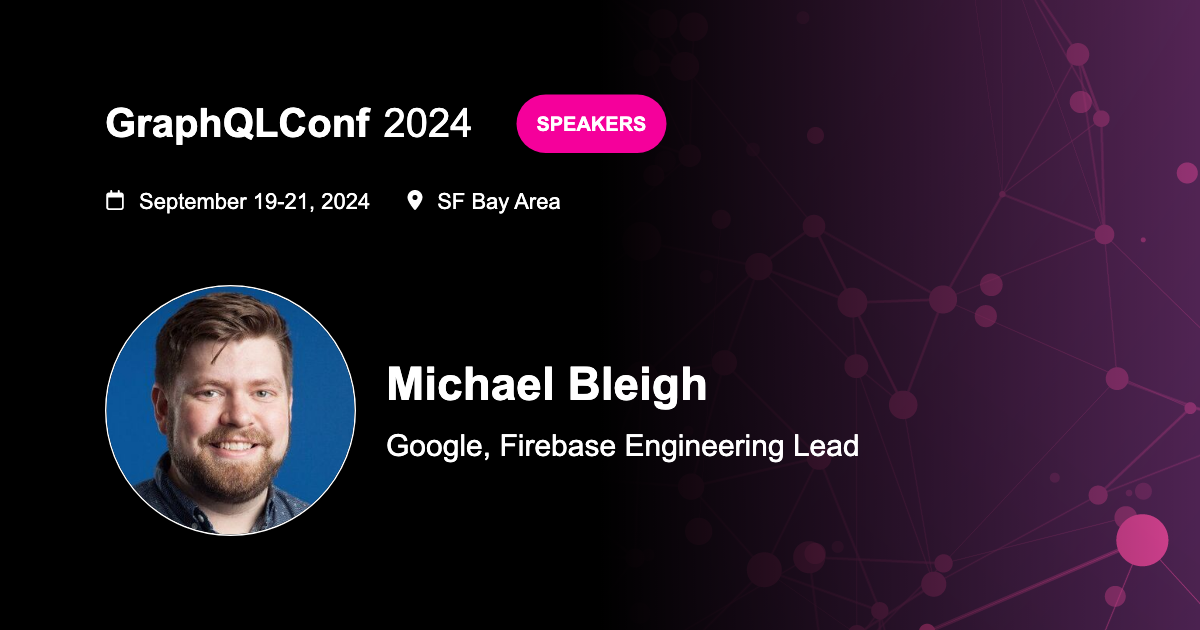 GraphQLConf 2024 SPEAKERS
September 19-21, 2024 SF Bay Area
Michael Bleigh
Google, Firebase Engineering Lead